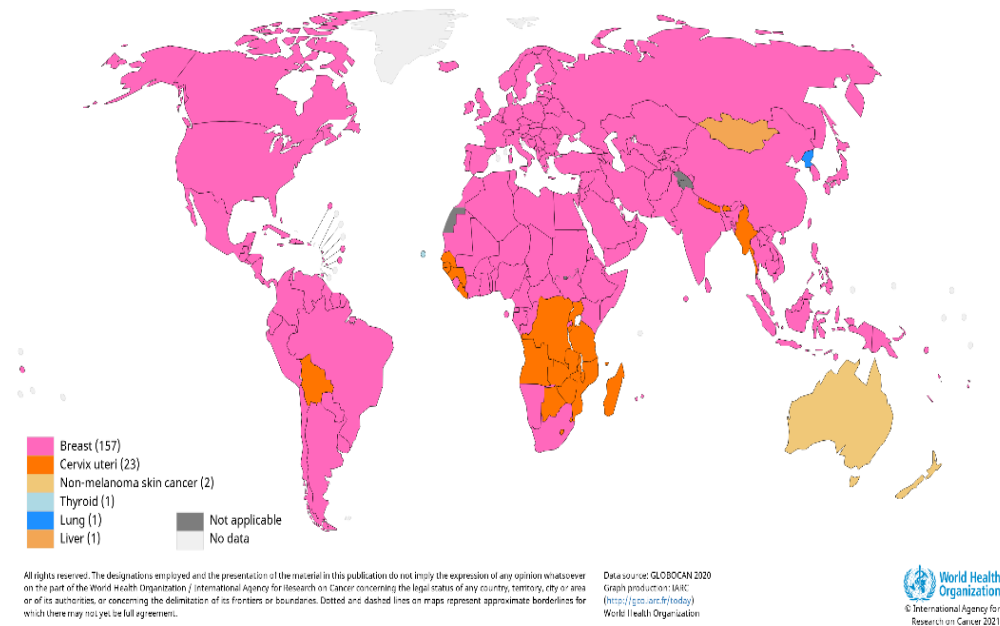 Breast (157)
Cervix uteri (23)
Non-melanoma skin cancer (2)
Thyroid (1)
Lung (1)
Liver (1)
Not applicable
No data
All rights reserved. The designations employed and the presentation of the material in this publication do not imply the expression of any opinion whatsoever
on the part of the World Health Organization / International Agency for Research on Cancer concerning the legal status of any country, territory, city or area
or of its authorities, or concerning the delimitation of its frontiers or boundaries. Dotted and dashed lines on maps represent approximate borderlines for
which there may not yet be full agreement.
Data source: GLOBOCAN 2020
Graph production: IARC
(http://gco.iarc.fr/today)
World Health Organization
World Health
Organization
© International Agency for
Research on Cancer 2021